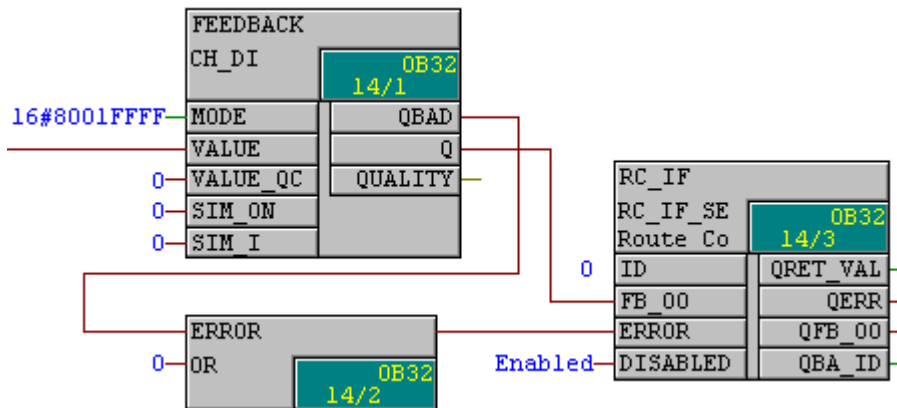 FEEDBACK
CH_DI
OB32
14/1
16#8001FFFF
MODE
QBAD
VALUE
Q
0
VALUE_QC
QUALITY
0
SIM_ON
0
SIM_I
RC_IF
RC_IF_SE
Route Co
OB32
14/3
0
ID
QRET_VAL
FB_00
QERR
ERROR
QFB_00
Enabled
DISABLED
QBA_ID
ERROR
0
OR
OB32
14/2